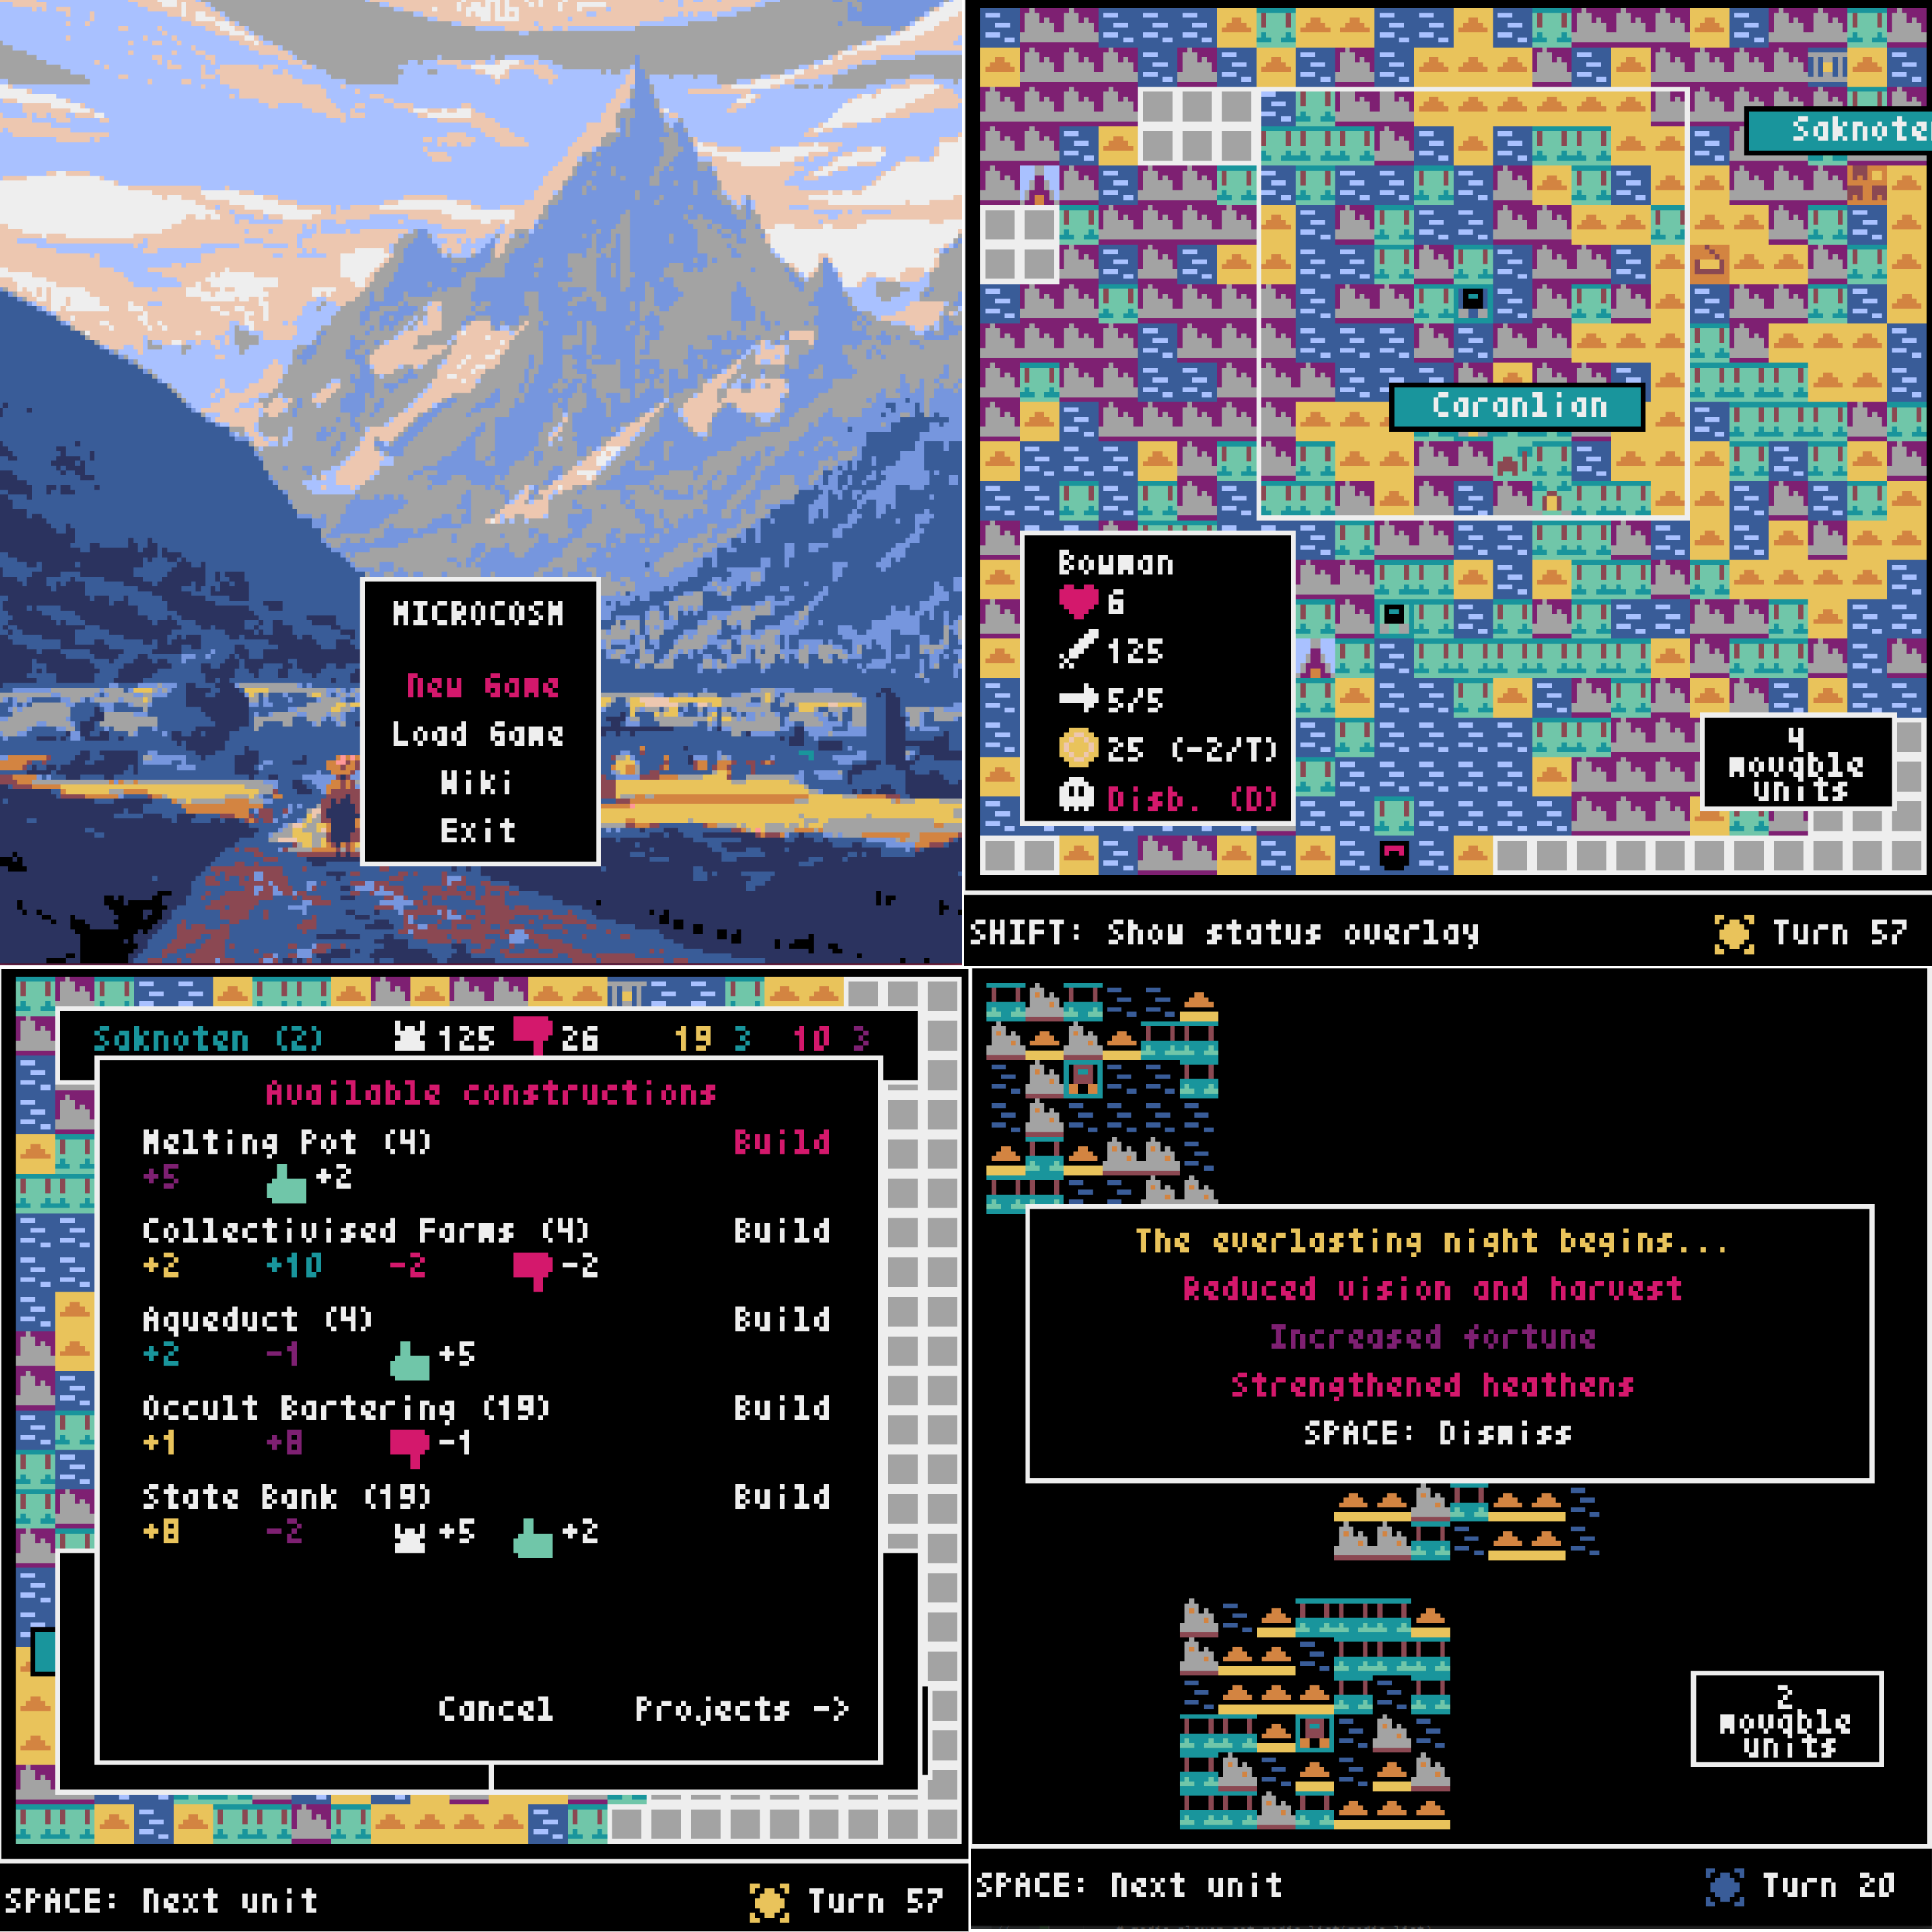 MICROCOSM
New Game
Load Game
Wiki
Exit
Saknote
Caranlian
Bowman
6
125
5/5
25 (-2/T)
Disb. (D)
4
movable
units
SHIFT: Show status overlay
Turn 57
Saknoten (2) 125 26 19 3 10 3
Available constructions
Melting Pot (4) Build
+5 +2
Collectivised Farms (4) Build
+2 +10 -2 -2
Aqueduct (4) Build
+2 -1 +5
Occult Bartering (19) Build
+1 +8 -1
State Bank (19) Build
+8 -2 +5 +2
Cancel Projects ->
SPACE: Next unit
Turn 57
The everlasting night begins...
Reduced vision and harvest
Increased fortune
Strengthened heathens
SPACE: Dismiss
2
movable
units
SPACE: Next unit
Turn 20